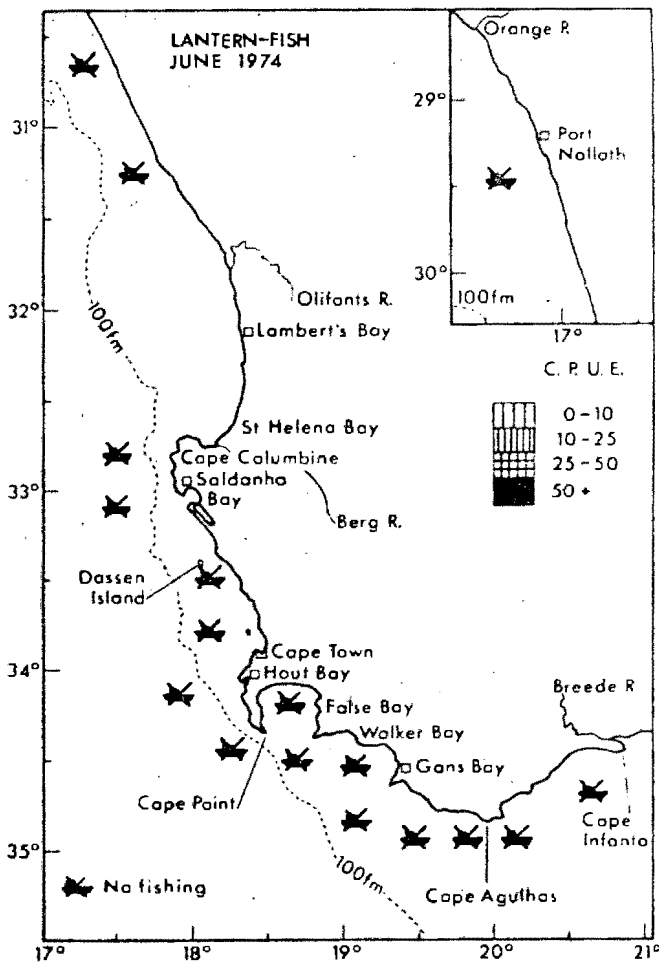 LANTERN-FISH
JUNE 1974
Orange R.
29°
Port
Nolloth
30°
100fm
17°
31°
Olifants R.
100fm
32°
Lambert's Bay
C. P. U. E.
0-10
10-25
25-50
50+
St Helena Bay
Cape Columbine
Saldanha
Bay
33°
Berg R.
Dassen
Island
Cape Town
34°
Hout Bay
False Bay
Breede R
Walker Bay
Gans Bay
Cape Point
Cape
Infanta
35°
100fm
No fishing
Cape Agulhas
17°
18°
19°
20°
21°